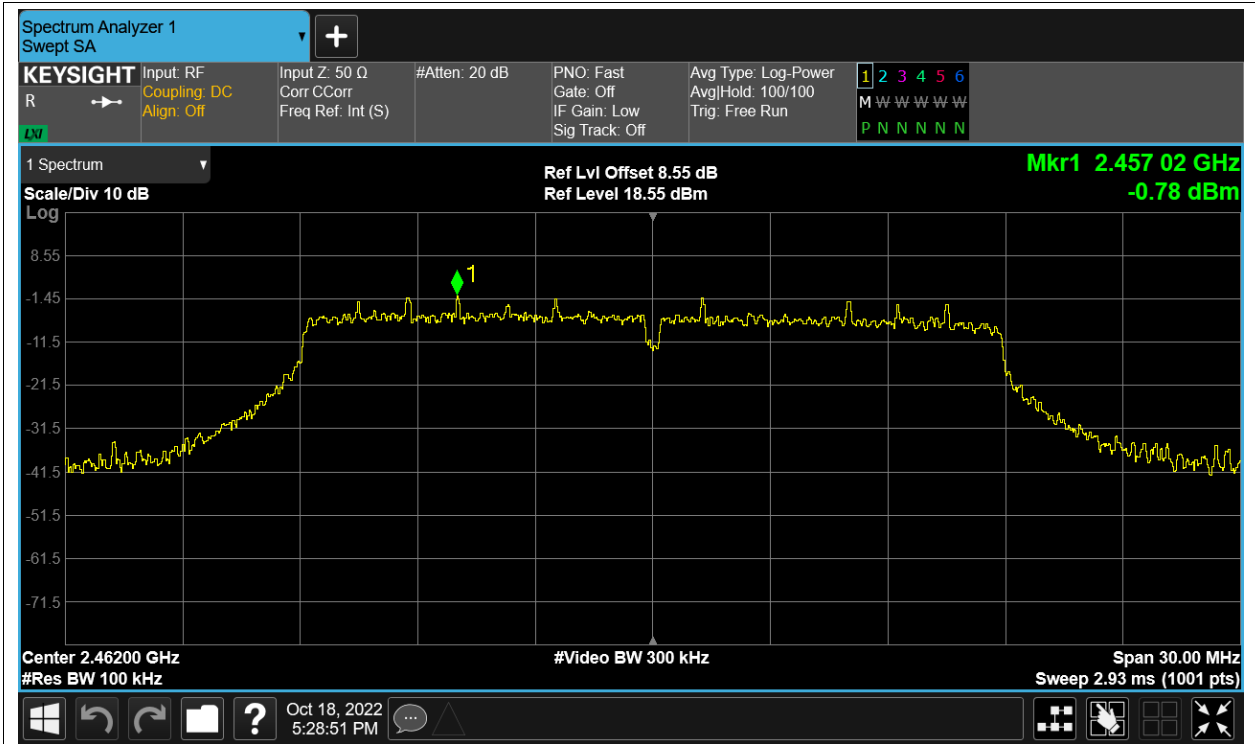 Spectrum Analyzer 1
Swept SA
KEYSIGHT
R
LXI
Input: RF
Coupling: DC
Align: Off
Input Z: 50 Ω
Corr CCorr
Freq Ref: Int (S)
#Atten: 20 dB
PNO: Fast
Gate: Off
IF Gain: Low
Sig Track: Off
Avg Type: Log-Power
Avg|Hold: 100/100
Trig: Free Run
1 2 3 4 5 6
M W W W W W
P N N N N N
1 Spectrum
Scale/Div 10 dB
Log
Ref Lvl Offset 8.55 dB
Ref Level 18.55 dBm
Mkr1 2.457 02 GHz
-0.78 dBm
1
8.55
-1.45
-11.5
-21.5
-31.5
-41.5
-51.5
-61.5
-71.5
Center 2.46200 GHz
#Res BW 100 kHz
#Video BW 300 kHz
Span 30.00 MHz
Sweep 2.93 ms (1001 pts)
?
Oct 18, 2022
5:28:51 PM